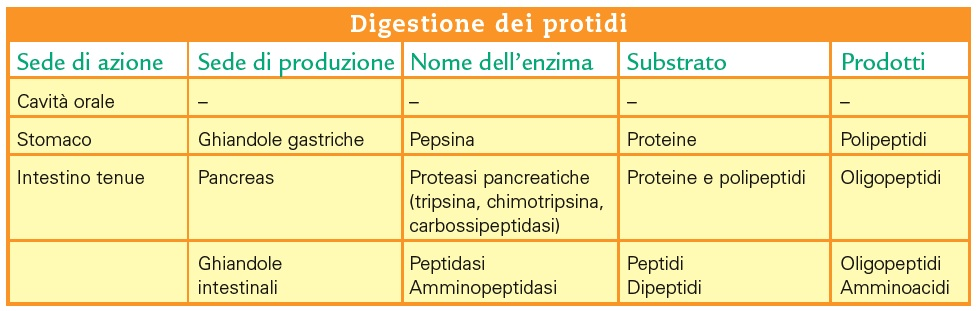 Digestione dei protidi
Sede di azione Sede di produzione Nome dell'enzima Substrato Prodotti
Cavità orale – – – –
Stomaco Ghiandole gastriche Pepsina Proteine Polipeptidi
Intestino tenue Pancreas Proteasi pancreatiche Proteine e polipeptidi Oligopeptidi
(tripsina, chimotripsina,
carbossipeptidasi)
Ghiandole Peptidasi Peptidi Oligopeptidi
intestinali Amminopeptidasi Dipeptidi Amminoacidi